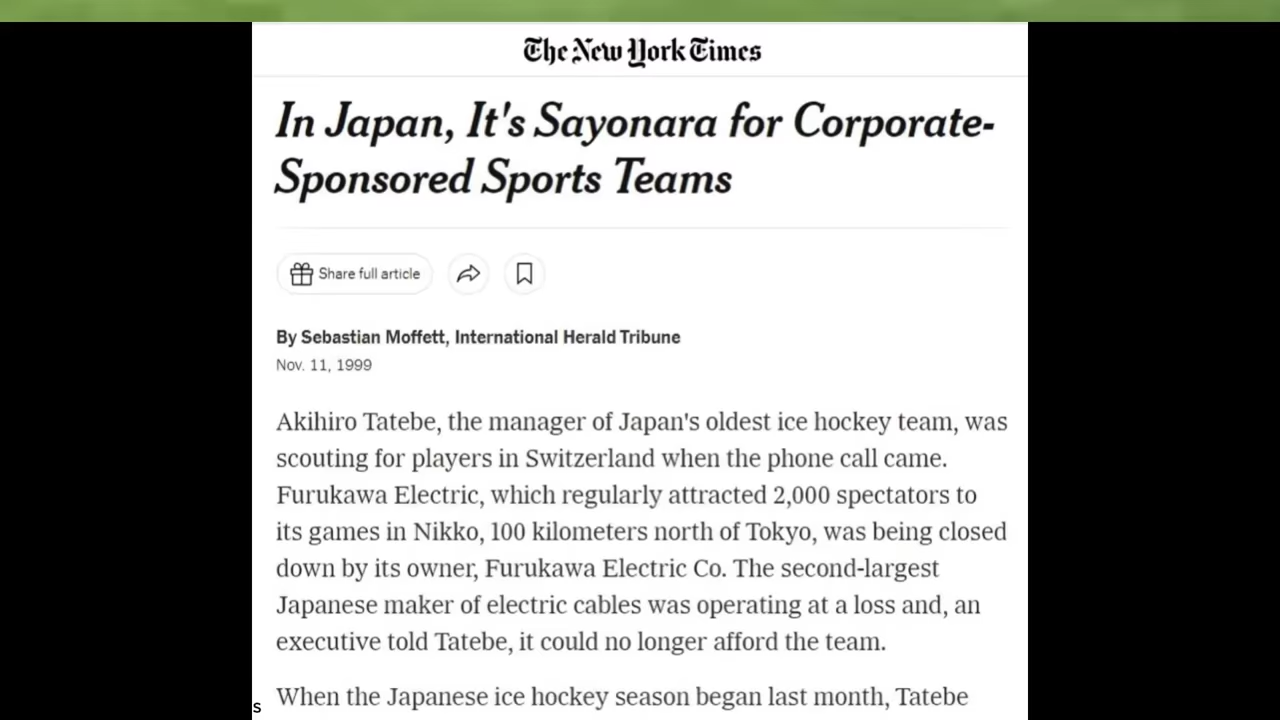 The New York Times
In Japan, It's Sayonara for Corporate-
Sponsored Sports Teams
Share full article
By Sebastian Moffett, International Herald Tribune
Nov. 11, 1999
Akihiro Tatebe, the manager of Japan's oldest ice hockey team, was
scouting for players in Switzerland when the phone call came.
Furukawa Electric, which regularly attracted 2,000 spectators to
its games in Nikko, 100 kilometers north of Tokyo, was being closed
down by its owner, Furukawa Electric Co. The second-largest
Japanese maker of electric cables was operating at a loss and, an
executive told Tatebe, it could no longer afford the team.
When the Japanese ice hockey season began last month, Tatebe
s